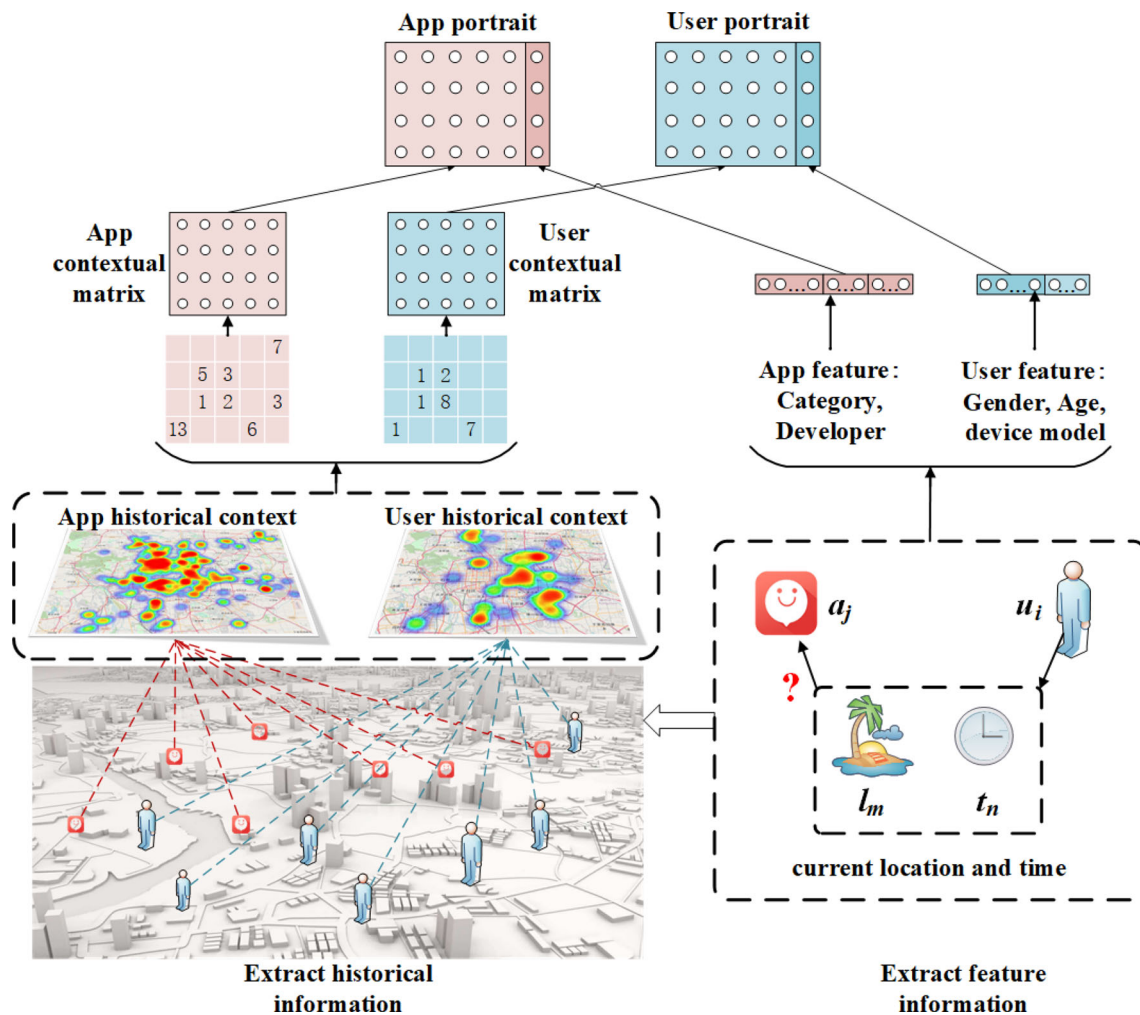 App portrait
User portrait
App
contextual
matrix
User
contextual
matrix
7
5 3
1 2 3
13 6
1 2
1 8
1 7
App feature:
Category,
Developer
User feature:
Gender, Age,
device model
App historical context
User historical context
a_j
u_i
?
l_m
t_n
current location and time
Extract historical
information
Extract feature
information